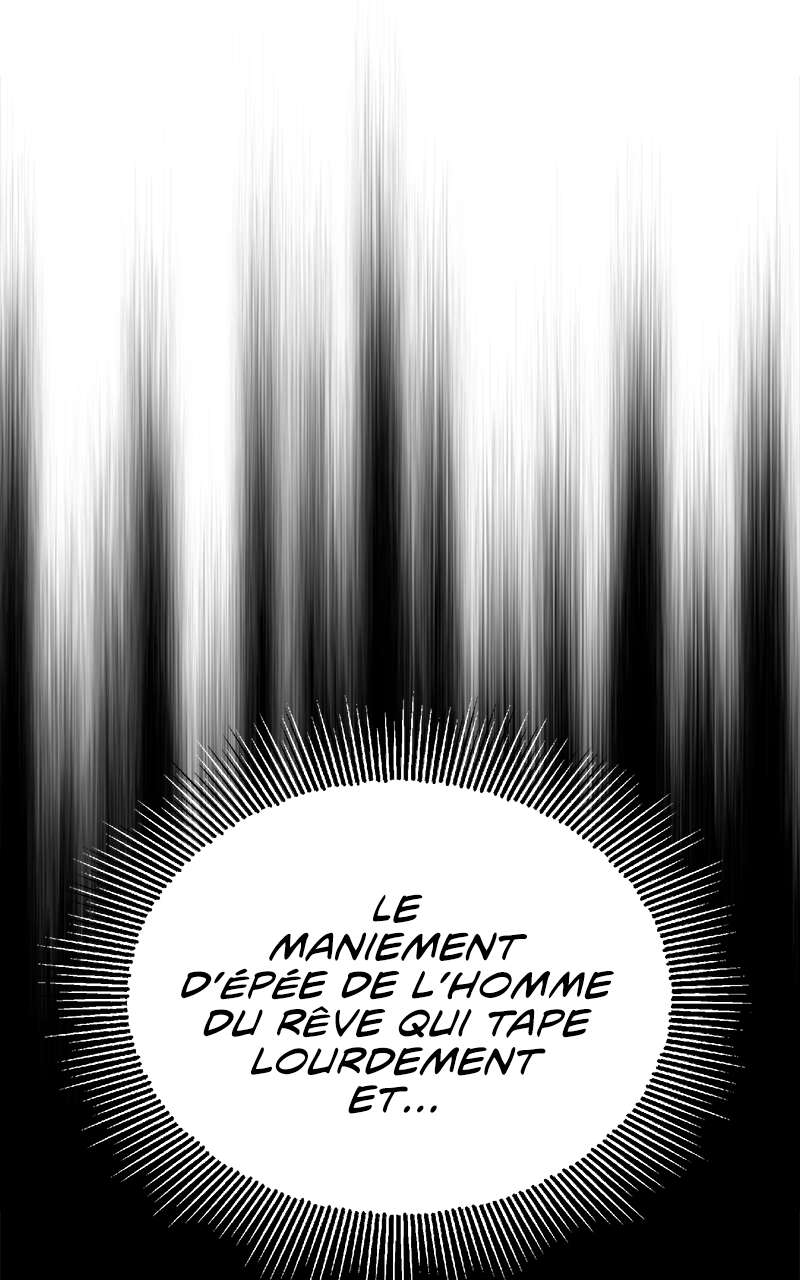 LE
MANIEMENT
D'ÉPÉE DE L'HOMME
DU RÊVE QUI TAPE
LOURDEMENT
ET...